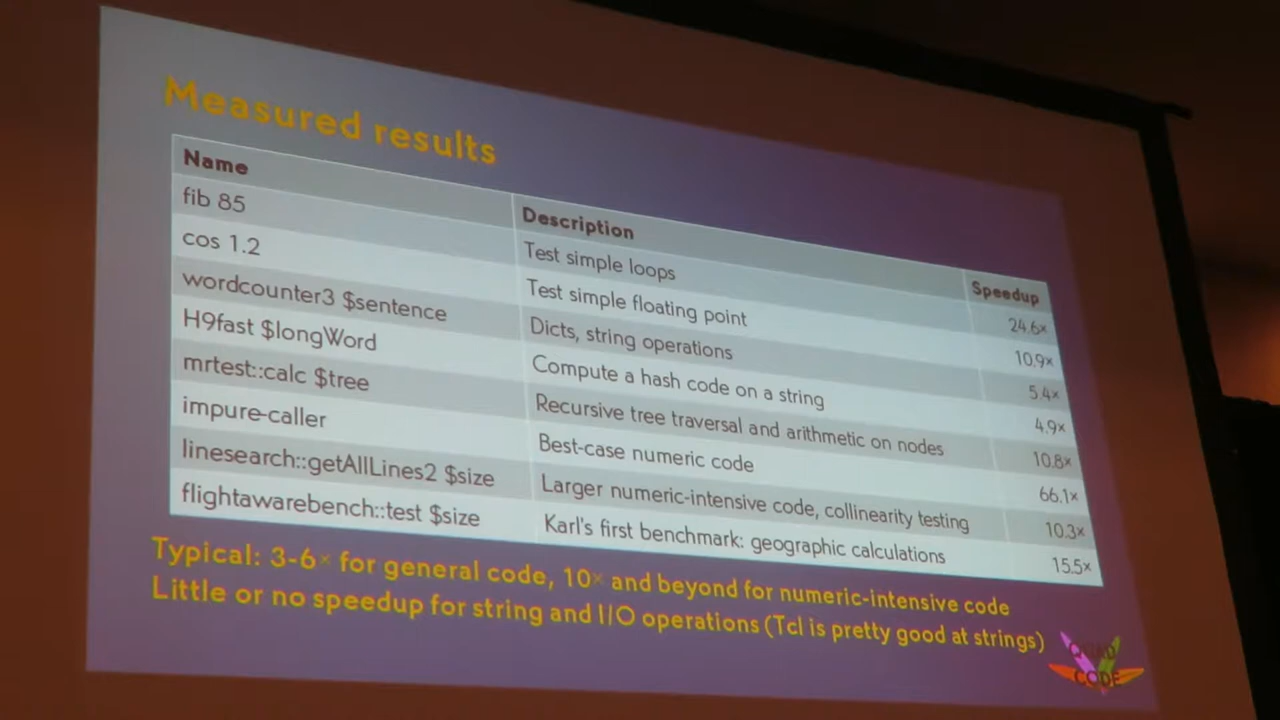 Measured results
Name Description Speedup
fib 85 Test simple loops 24.6×
cos 1.2 Test simple floating point 10.9×
wordcounter3 $sentence Dicts, string operations 5.4×
H9fast $longWord Compute a hash code on a string 4.9×
mrtest::calc $tree Recursive tree traversal and arithmetic on nodes 10.8×
impure-caller Best-case numeric code 66.1×
linesearch::getAllLines2 $size Larger numeric-intensive code, collinearity testing 10.3×
flightawarebench::test $size Karl's first benchmark: geographic calculations 15.5×
Typical: 3-6× for general code, 10× and beyond for numeric-intensive code
Little or no speedup for string and I/O operations (Tcl is pretty good at strings)
QUAD
CODE